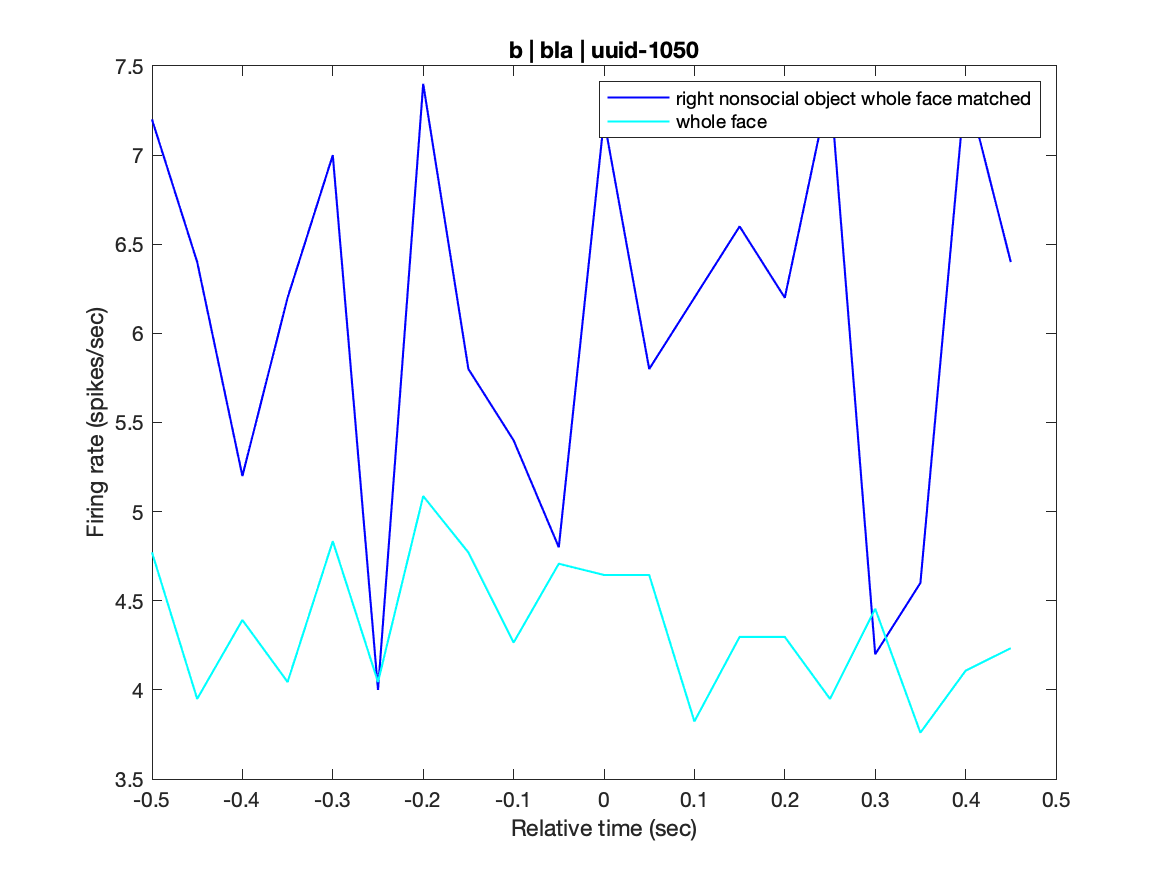 b | bla | uuid-1050
right nonsocial object whole face matched
whole face
Firing rate (spikes/sec)
7.5
7
6.5
6
5.5
5
4.5
4
3.5
-0.5 -0.4 -0.3 -0.2 -0.1 0 0.1 0.2 0.3 0.4 0.5
Relative time (sec)